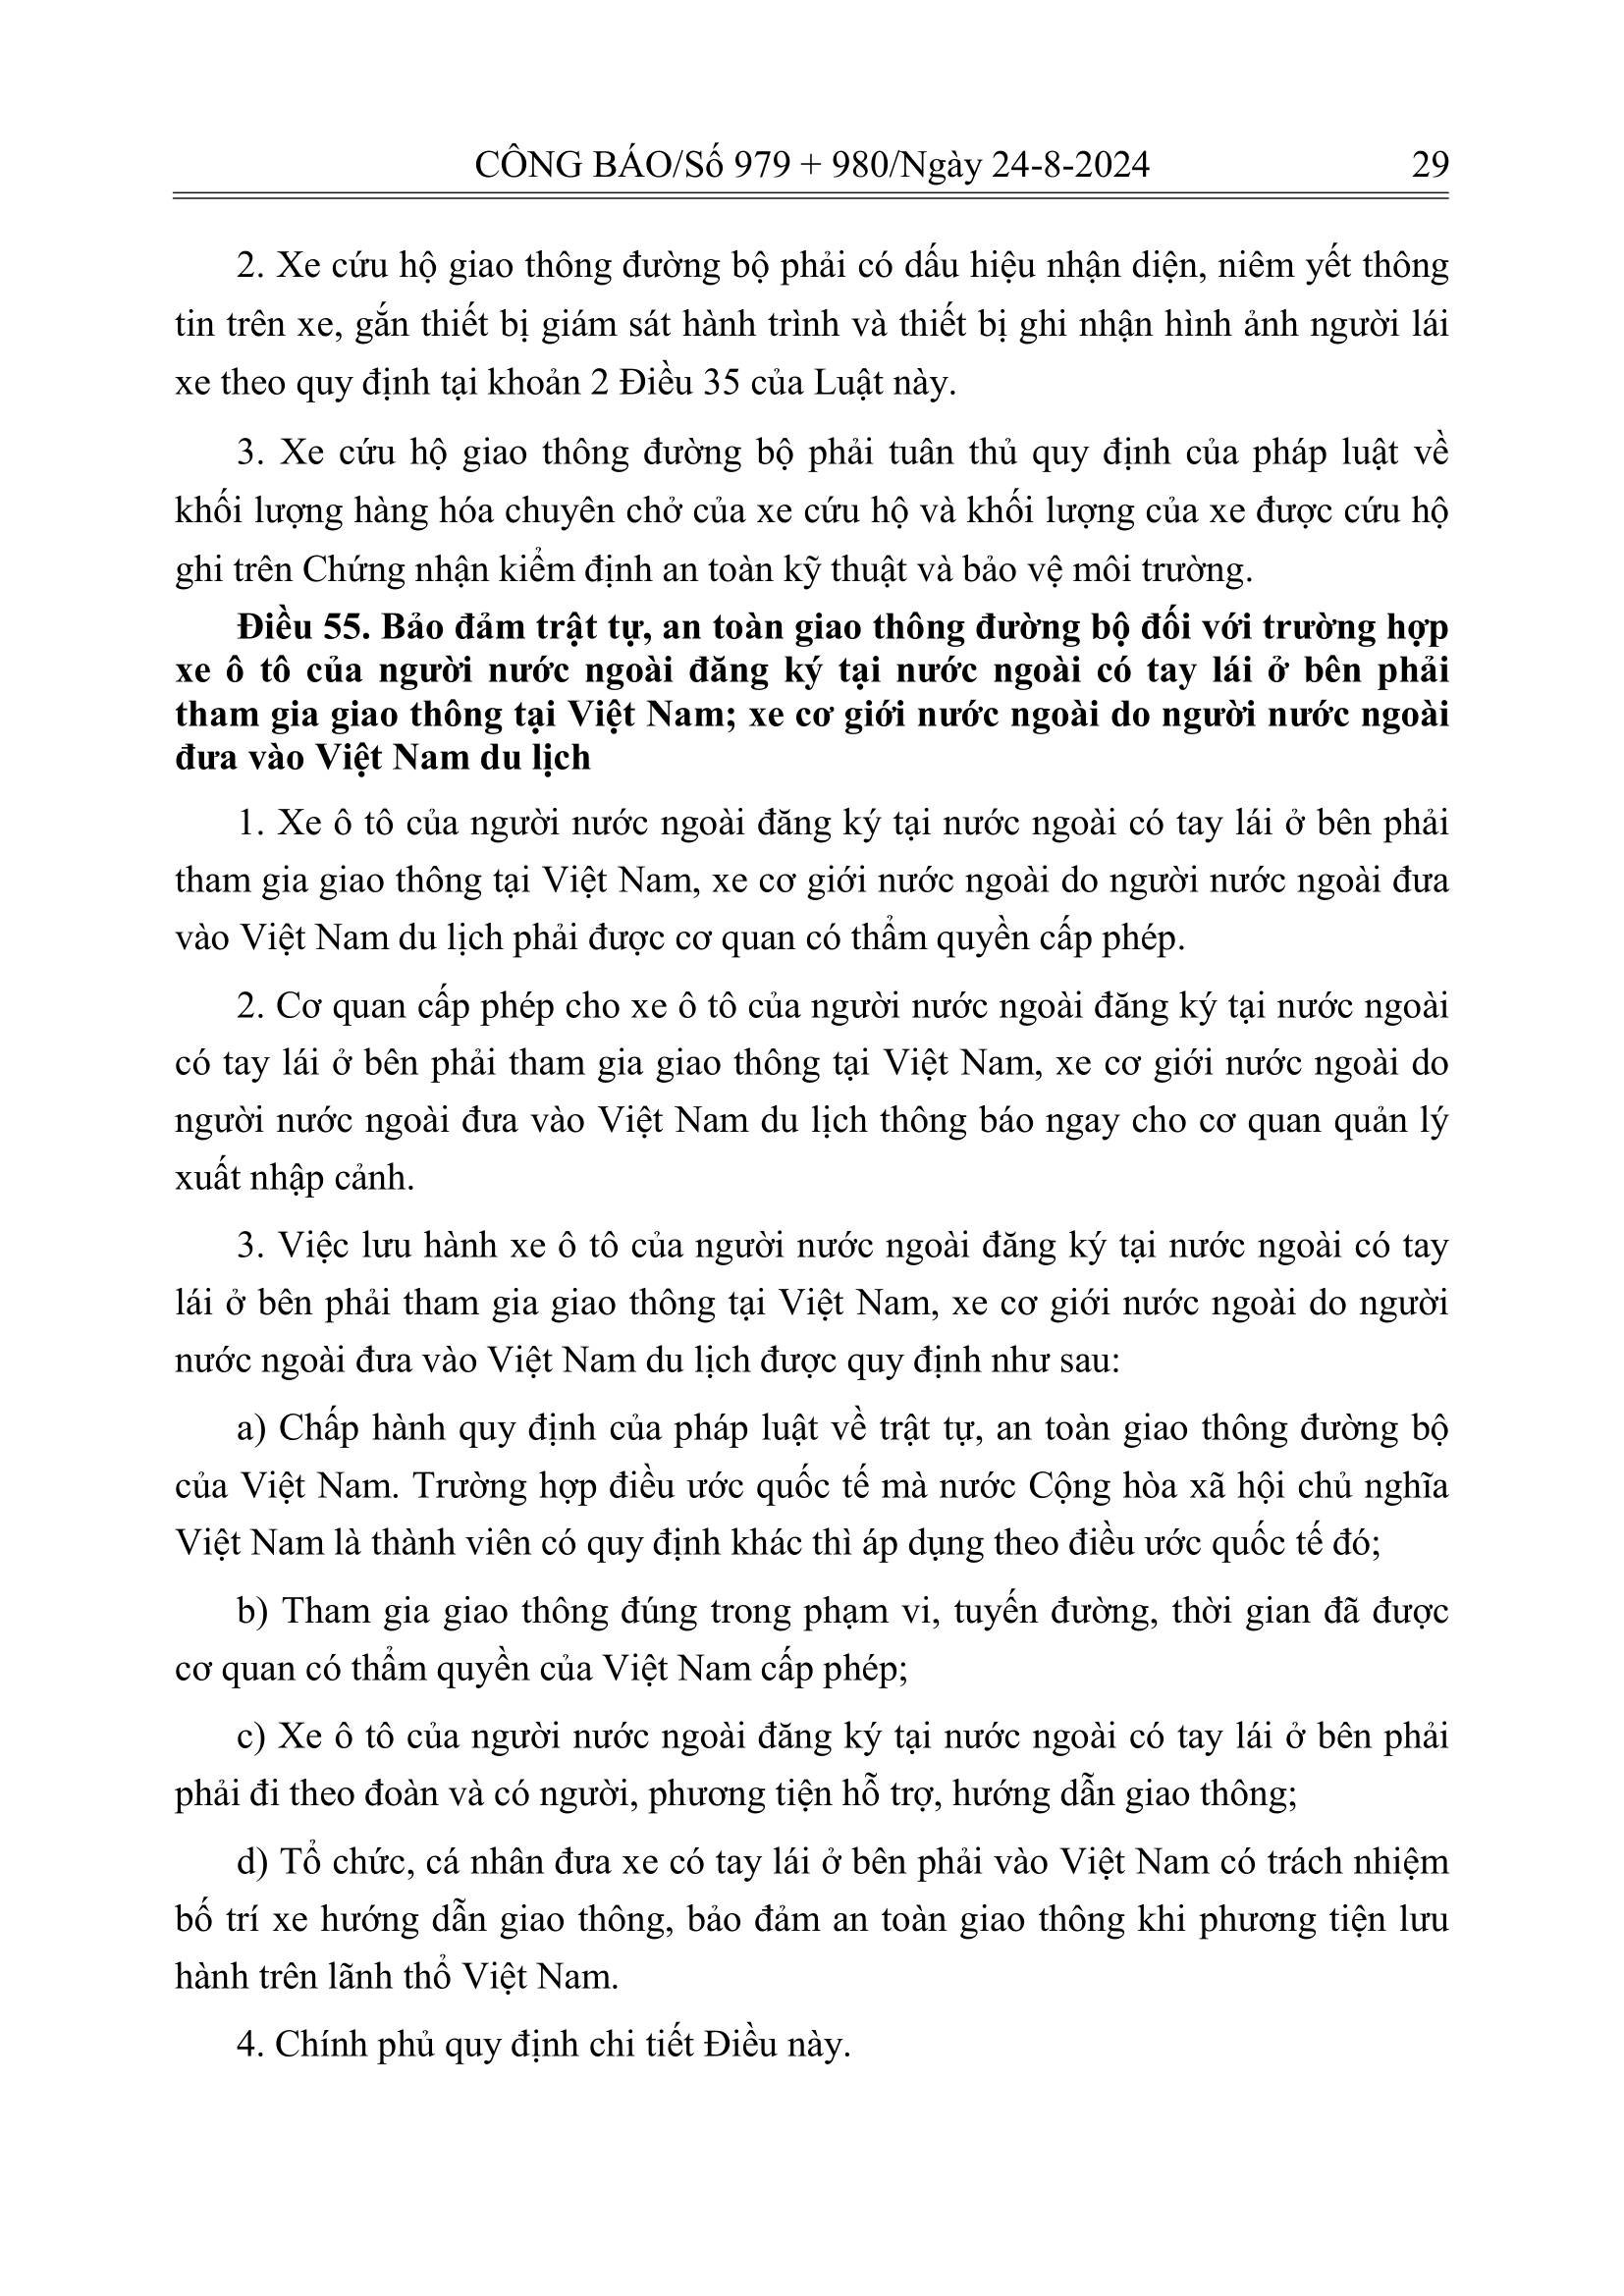 CÔNG BÁO/Số 979 + 980/Ngày 24-8-2024 29
2. Xe cứu hộ giao thông đường bộ phải có dấu hiệu nhận diện, niêm yết thông
tin trên xe, gắn thiết bị giám sát hành trình và thiết bị ghi nhận hình ảnh người lái
xe theo quy định tại khoản 2 Điều 35 của Luật này.
3. Xe cứu hộ giao thông đường bộ phải tuân thủ quy định của pháp luật về
khối lượng hàng hóa chuyên chở của xe cứu hộ và khối lượng của xe được cứu hộ
ghi trên Chứng nhận kiểm định an toàn kỹ thuật và bảo vệ môi trường.
Điều 55. Bảo đảm trật tự, an toàn giao thông đường bộ đối với trường hợp
xe ô tô của người nước ngoài đăng ký tại nước ngoài có tay lái ở bên phải
tham gia giao thông tại Việt Nam; xe cơ giới nước ngoài do người nước ngoài
đưa vào Việt Nam du lịch
1. Xe ô tô của người nước ngoài đăng ký tại nước ngoài có tay lái ở bên phải
tham gia giao thông tại Việt Nam, xe cơ giới nước ngoài do người nước ngoài đưa
vào Việt Nam du lịch phải được cơ quan có thẩm quyền cấp phép.
2. Cơ quan cấp phép cho xe ô tô của người nước ngoài đăng ký tại nước ngoài
có tay lái ở bên phải tham gia giao thông tại Việt Nam, xe cơ giới nước ngoài do
người nước ngoài đưa vào Việt Nam du lịch thông báo ngay cho cơ quan quản lý
xuất nhập cảnh.
3. Việc lưu hành xe ô tô của người nước ngoài đăng ký tại nước ngoài có tay
lái ở bên phải tham gia giao thông tại Việt Nam, xe cơ giới nước ngoài do người
nước ngoài đưa vào Việt Nam du lịch được quy định như sau:
a) Chấp hành quy định của pháp luật về trật tự, an toàn giao thông đường bộ
của Việt Nam. Trường hợp điều ước quốc tế mà nước Cộng hòa xã hội chủ nghĩa
Việt Nam là thành viên có quy định khác thì áp dụng theo điều ước quốc tế đó;
b) Tham gia giao thông đúng trong phạm vi, tuyến đường, thời gian đã được
cơ quan có thẩm quyền của Việt Nam cấp phép;
c) Xe ô tô của người nước ngoài đăng ký tại nước ngoài có tay lái ở bên phải
phải đi theo đoàn và có người, phương tiện hỗ trợ, hướng dẫn giao thông;
d) Tổ chức, cá nhân đưa xe có tay lái ở bên phải vào Việt Nam có trách nhiệm
bố trí xe hướng dẫn giao thông, bảo đảm an toàn giao thông khi phương tiện lưu
hành trên lãnh thổ Việt Nam.
4. Chính phủ quy định chi tiết Điều này.